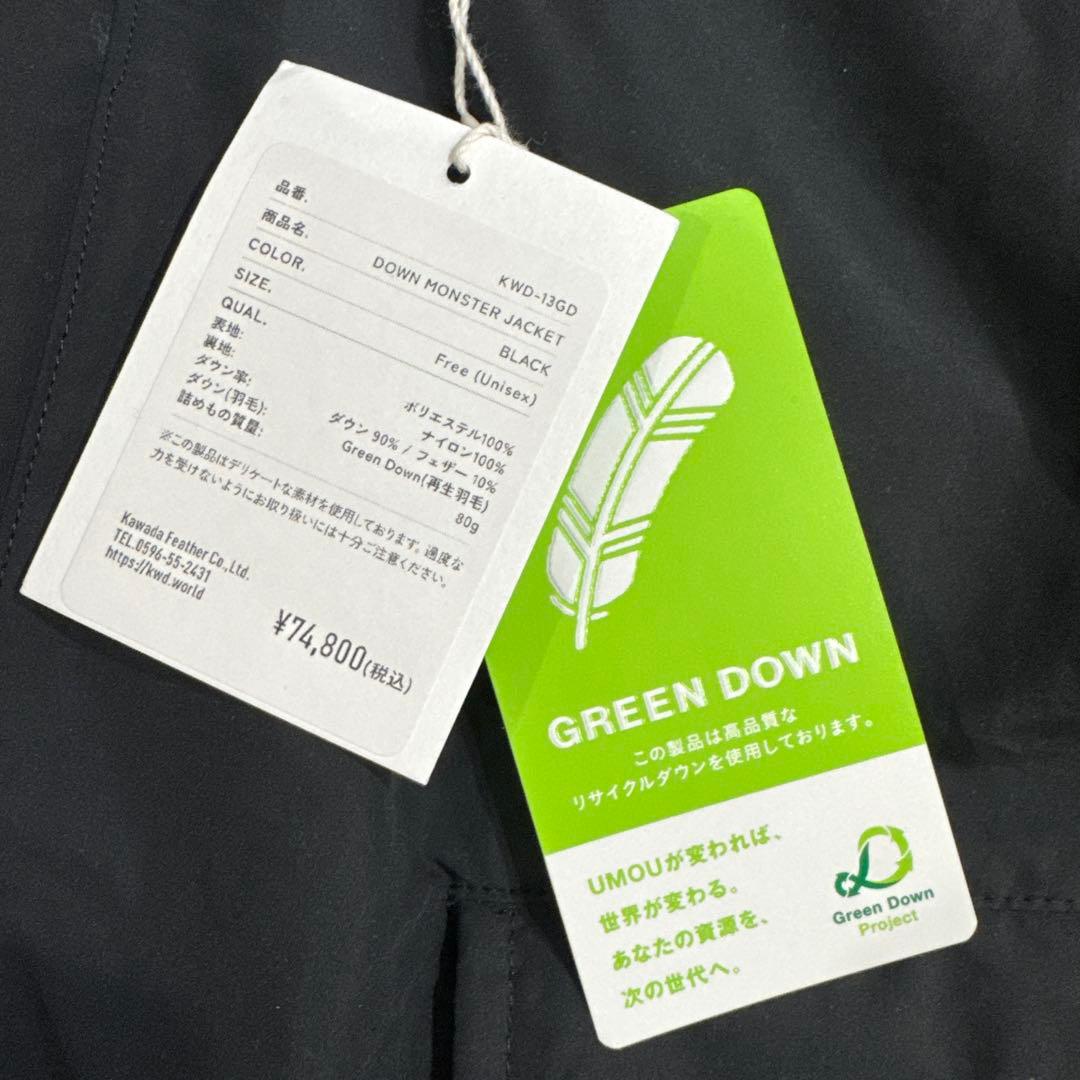 品番. KWD-13GD
商品名. DOWN MONSTER JACKET
COLOR. BLACK
SIZE. Free (Unisex)
QUAL.
表地: ポリエステル100%
裏地: ナイロン100%
ダウン率: ダウン 90% / フェザー 10%
ダウン(羽毛): Green Down(再生羽毛)
詰めもの質量: 80g
※この製品はデリケートな素材を使用しております。過度な
力を受けないようにお取り扱いには十分ご注意ください。
Kawada Feather Co.,Ltd.
TEL.0596-55-2431
https://kwd.world
¥74,800(税込)
GREEN DOWN
この製品は高品質な
リサイクルダウンを使用しております。
UMOUが変われば、
世界が変わる。
あなたの資源を、
次の世代へ。
Green Down
Project